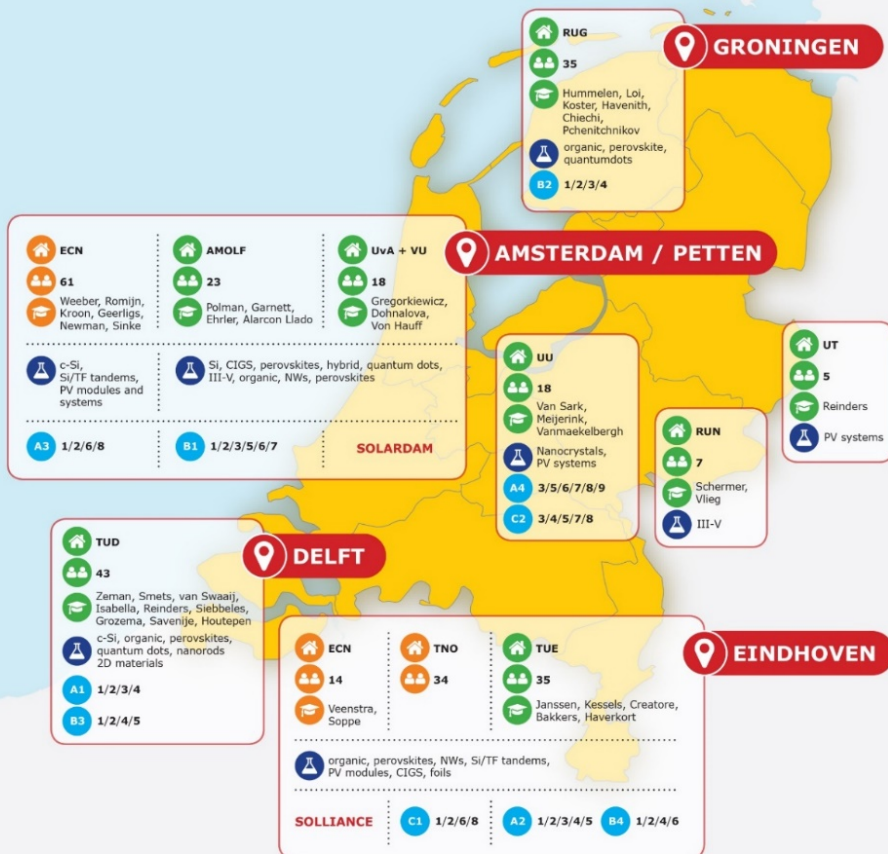 RUG
35
Hummelen, Loi,
Koster, Havenith,
Chiechi,
Pchenitchnikov
organic, perovskite,
quantumdots
B2 1/2/3/4
GRONINGEN
AMSTERDAM / PETTEN
ECN
61
Weeber, Romijn,
Kroon, Geerligs,
Newman, Sinke
AMOLF
23
Polman, Garnett,
Ehrler, Alarcon Llado
UvA + VU
18
Gregorkiewicz,
Dohnalova,
Von Hauff
c-Si,
Si/TF tandems,
PV modules and
systems
Si, CIGS, perovskites, hybrid, quantum dots,
III-V, organic, NWs, perovskites
A3 1/2/6/8
B1 1/2/3/5/6/7
SOLARDAM
UU
18
Van Sark,
Meijerink,
Vanmaekelbergh
Nanocrystals,
PV systems
A4 3/5/6/7/8/9
C2 3/4/5/7/8
UT
5
Reinders
PV systems
RUN
7
Schermer,
Vlieg
III-V
DELFT
TUD
43
Zeman, Smets, van Swaaij,
Isabella, Reinders, Siebbeles,
Grozema, Savenije, Houtepen
c-Si, organic, perovskites,
quantum dots, nanorods
2D materials
A1 1/2/3/4
B3 1/2/4/5
EINDHOVEN
ECN
14
Veenstra,
Soppe
TNO
34
TUE
35
Janssen, Kessels, Creatore,
Bakkers, Haverkort
organic, perovskites, NWs, Si/TF tandems,
PV modules, CIGS, foils
SOLLIANCE
C1 1/2/6/8
A2 1/2/3/4/5
B4 1/2/4/6